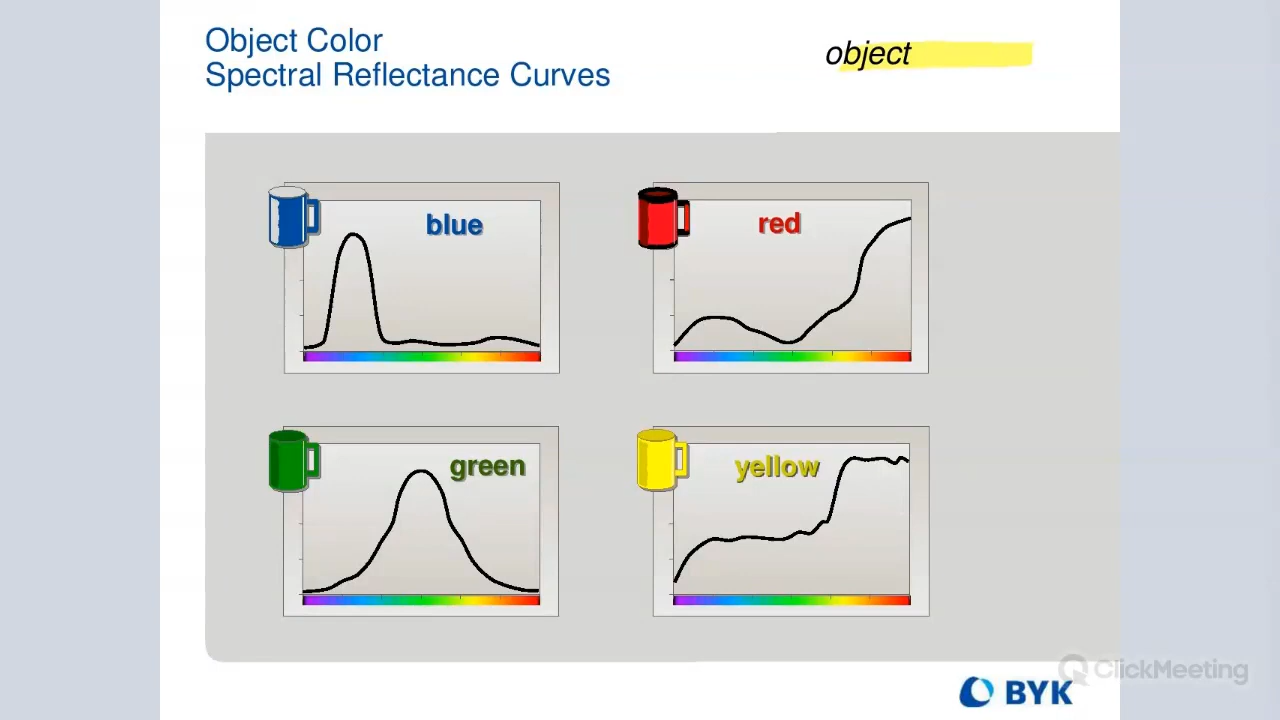 Object Color
Spectral Reflectance Curves
object
blue
red
green
yellow
BYK
ClickMeeting